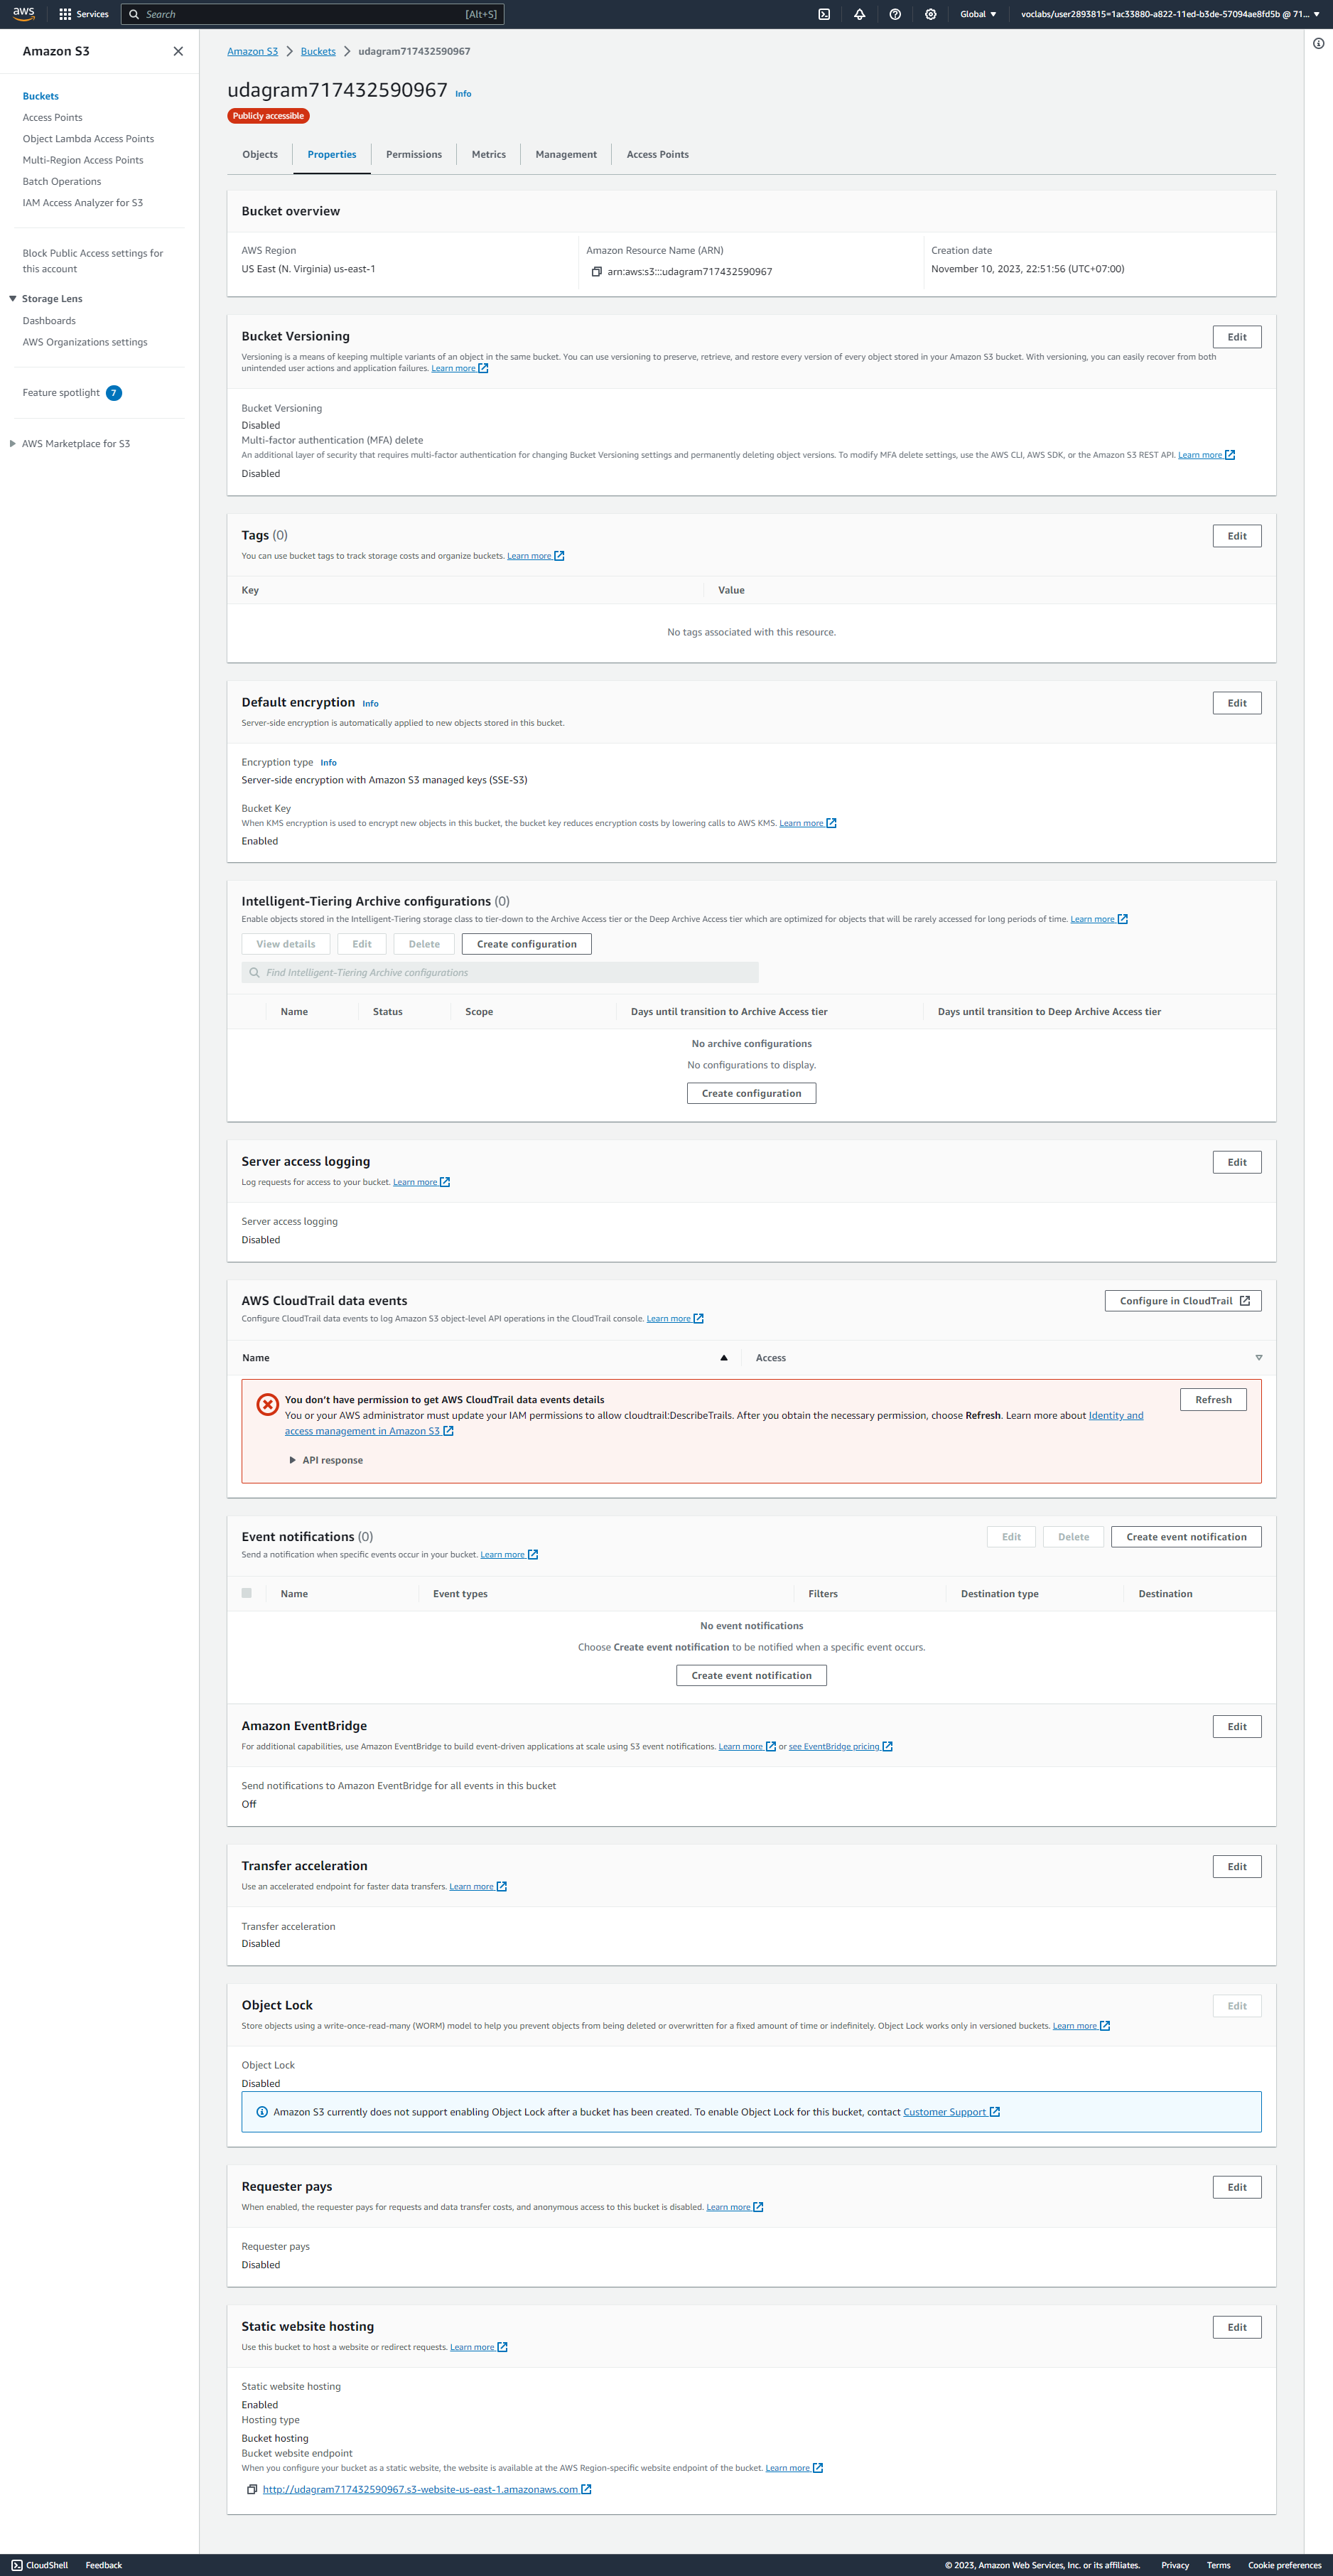 aws
Services
Search
[Alt+S]
Global
voclabs/user2893815=1ac33880-a822-11ed-b3de-57094ae8fd5b @ 71...
Amazon S3
Buckets
Access Points
Object Lambda Access Points
Multi-Region Access Points
Batch Operations
IAM Access Analyzer for S3
Block Public Access settings for
this account
Storage Lens
Dashboards
AWS Organizations settings
Feature spotlight 7
AWS Marketplace for S3
Amazon S3 > Buckets > udagram717432590967
udagram717432590967 Info
Publicly accessible
Objects
Properties
Permissions
Metrics
Management
Access Points
Bucket overview
AWS Region
US East (N. Virginia) us-east-1
Amazon Resource Name (ARN)
arn:aws:s3:::udagram717432590967
Creation date
November 10, 2023, 22:51:56 (UTC+07:00)
Bucket Versioning
Edit
Versioning is a means of keeping multiple variants of an object in the same bucket. You can use versioning to preserve, retrieve, and restore every version of every object stored in your Amazon S3 bucket. With versioning, you can easily recover from both
unintended user actions and application failures. Learn more
Bucket Versioning
Disabled
Multi-factor authentication (MFA) delete
An additional layer of security that requires multi-factor authentication for changing Bucket Versioning settings and permanently deleting object versions. To modify MFA delete settings, use the AWS CLI, AWS SDK, or the Amazon S3 REST API. Learn more
Disabled
Tags (0)
Edit
You can use bucket tags to track storage costs and organize buckets. Learn more
Key
Value
No tags associated with this resource.
Default encryption Info
Edit
Server-side encryption is automatically applied to new objects stored in this bucket.
Encryption type Info
Server-side encryption with Amazon S3 managed keys (SSE-S3)
Bucket Key
When KMS encryption is used to encrypt new objects in this bucket, the bucket key reduces encryption costs by lowering calls to AWS KMS. Learn more
Enabled
Intelligent-Tiering Archive configurations (0)
Enable objects stored in the Intelligent-Tiering storage class to tier-down to the Archive Access tier or the Deep Archive Access tier which are optimized for objects that will be rarely accessed for long periods of time. Learn more
View details
Edit
Delete
Create configuration
Find Intelligent-Tiering Archive configurations
Name
Status
Scope
Days until transition to Archive Access tier
Days until transition to Deep Archive Access tier
No archive configurations
No configurations to display.
Create configuration
Server access logging
Edit
Log requests for access to your bucket. Learn more
Server access logging
Disabled
AWS CloudTrail data events
Configure in CloudTrail
Configure CloudTrail data events to log Amazon S3 object-level API operations in the CloudTrail console. Learn more
Name
Access
You don't have permission to get AWS CloudTrail data events details
Refresh
You or your AWS administrator must update your IAM permissions to allow cloudtrail:DescribeTrails. After you obtain the necessary permission, choose Refresh. Learn more about Identity and
access management in Amazon S3
API response
Event notifications (0)
Edit
Delete
Create event notification
Send a notification when specific events occur in your bucket. Learn more
Name
Event types
Filters
Destination type
Destination
No event notifications
Choose Create event notification to be notified when a specific event occurs.
Create event notification
Amazon EventBridge
Edit
For additional capabilities, use Amazon EventBridge to build event-driven applications at scale using S3 event notifications. Learn more or see EventBridge pricing
Send notifications to Amazon EventBridge for all events in this bucket
Off
Transfer acceleration
Edit
Use an accelerated endpoint for faster data transfers. Learn more
Transfer acceleration
Disabled
Object Lock
Edit
Store objects using a write-once-read-many (WORM) model to help you prevent objects from being deleted or overwritten for a fixed amount of time or indefinitely. Object Lock works only in versioned buckets. Learn more
Object Lock
Disabled
Amazon S3 currently does not support enabling Object Lock after a bucket has been created. To enable Object Lock for this bucket, contact Customer Support
Requester pays
Edit
When enabled, the requester pays for requests and data transfer costs, and anonymous access to this bucket is disabled. Learn more
Requester pays
Disabled
Static website hosting
Edit
Use this bucket to host a website or redirect requests. Learn more
Static website hosting
Enabled
Hosting type
Bucket hosting
Bucket website endpoint
When you configure your bucket as a static website, the website is available at the AWS Region-specific website endpoint of the bucket. Learn more
http://udagram717432590967.s3-website-us-east-1.amazonaws.com
CloudShell
Feedback
© 2023, Amazon Web Services, Inc. or its affiliates.
Privacy
Terms
Cookie preferences